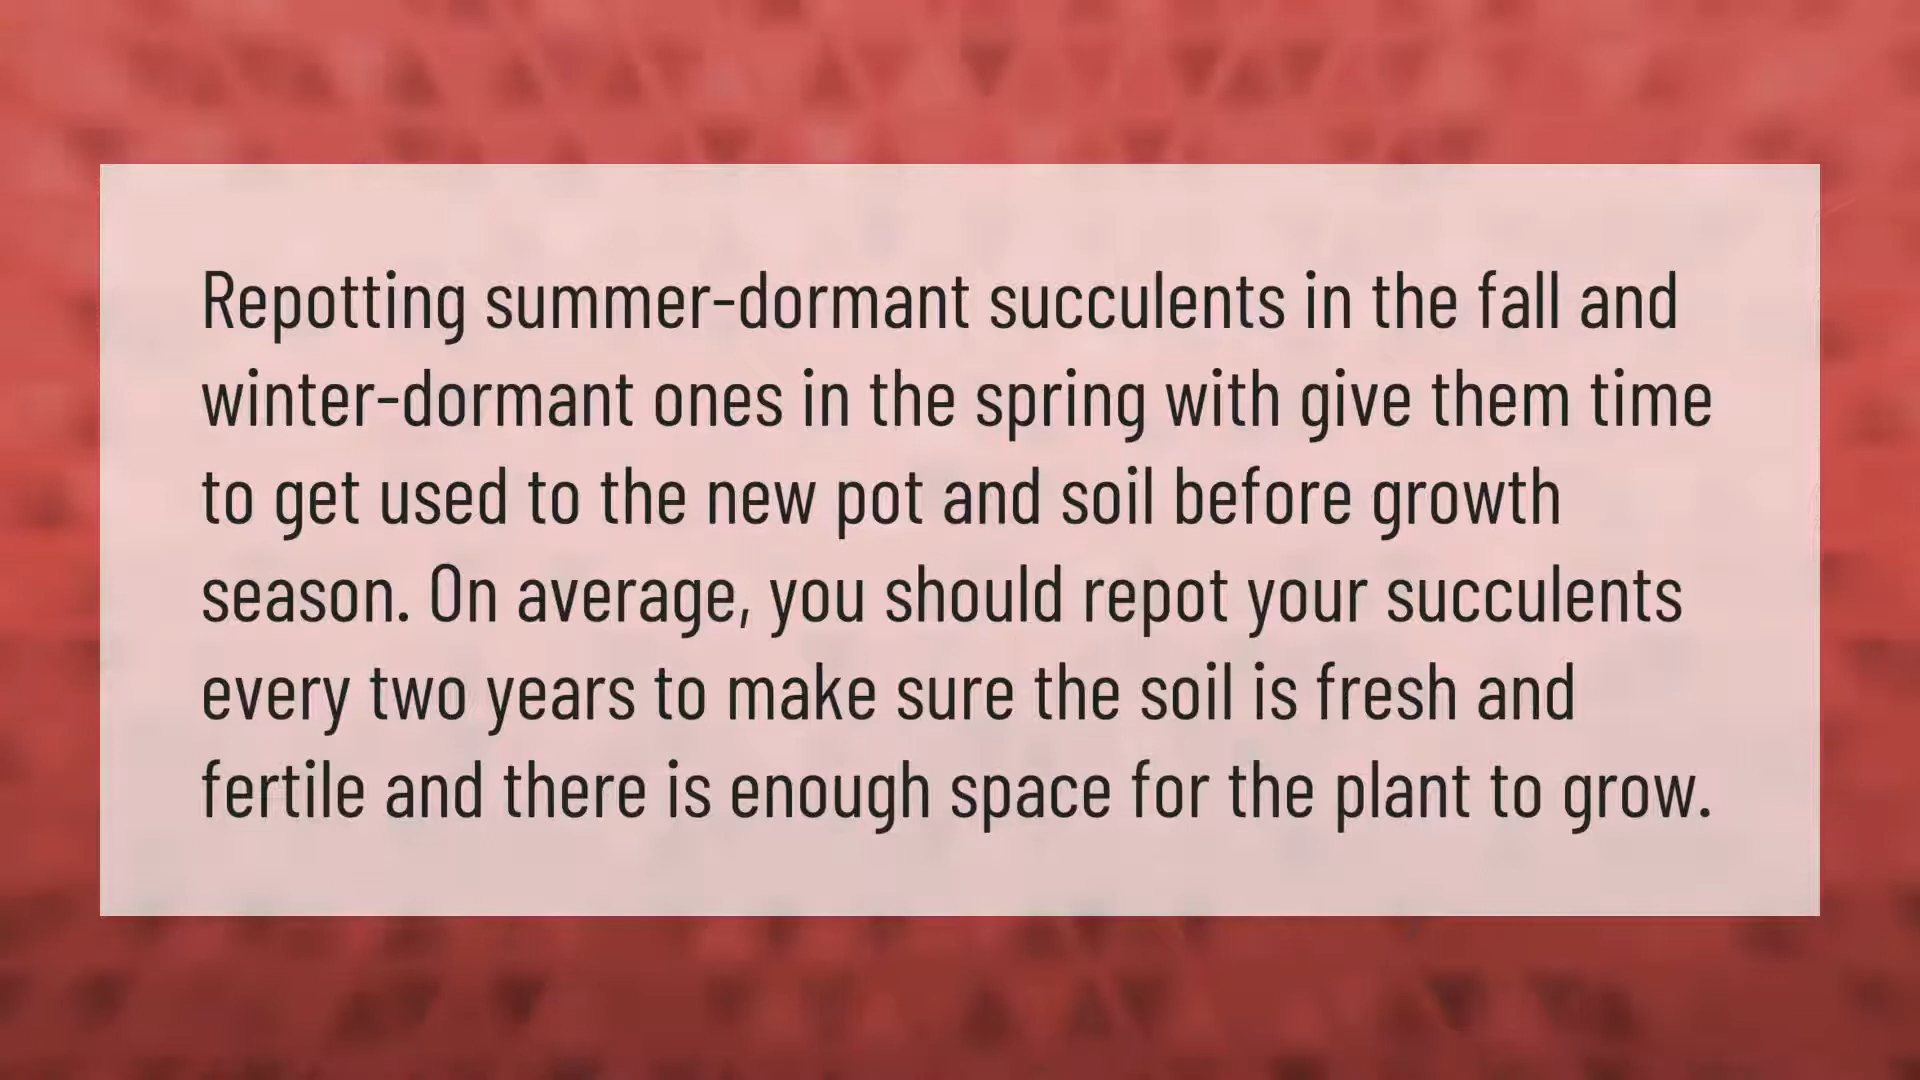 Repotting summer-dormant succulents in the fall and
winter-dormant ones in the spring with give them time
to get used to the new pot and soil before growth
season. On average, you should repot your succulents
every two years to make sure the soil is fresh and
fertile and there is enough space for the plant to grow.